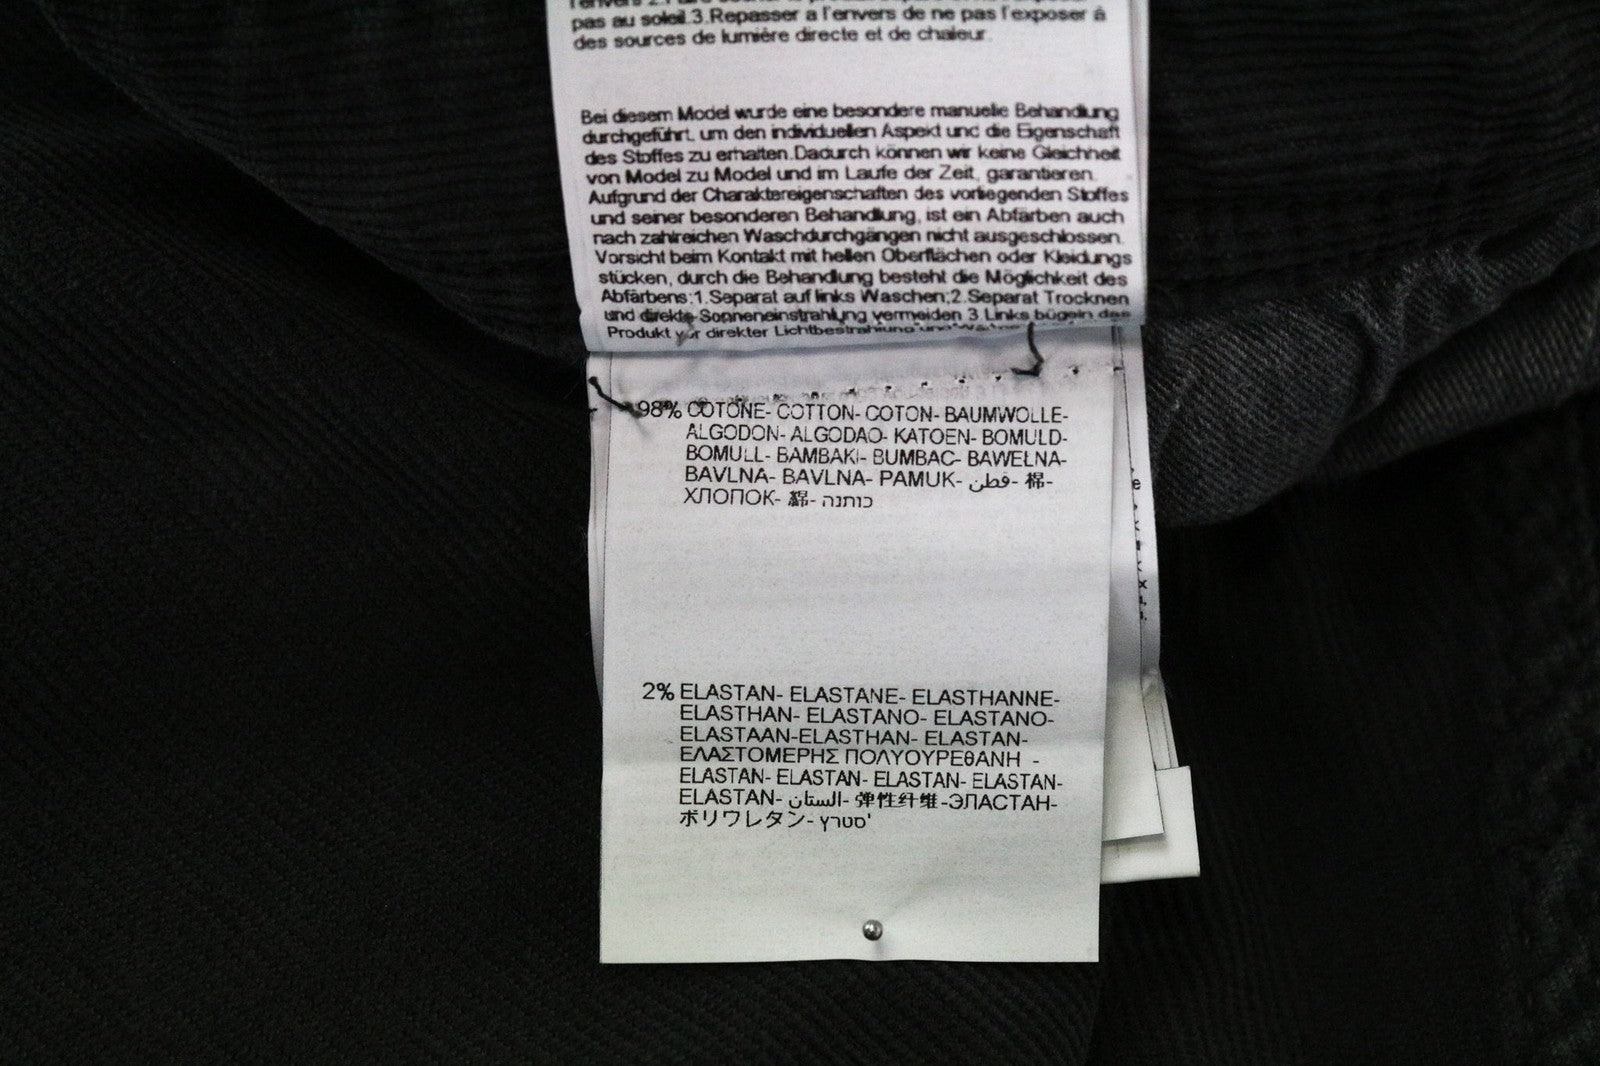 pas au soleil.3.Repasser a l'envers de ne pas l'exposer à
des sources de lumière directe et de chaleur.
Bei diesem Model wurde eine besondere manuelle Behandlung
durchgeführt, um den individuellen Aspekt und die Eigenschaft
des Stoffes zu erhalten.Dadurch können wir keine Gleichheit
von Model zu Model und im Laufe der Zeit, garantieren.
Aufgrund der Charaktereigenschaften des vorliegenden Stoffes
und seiner besonderen Behandlung, ist ein Abfärben auch
nach zahlreichen Waschdurchgängen nicht ausgeschlossen.
Vorsicht beim Kontakt mit hellen Oberflächen oder Kleidungs
stücken, durch die Behandlung besteht die Möglichkeit des
Abfärbens:1.Separat auf links Waschen;2.Separat Trocknen
und direkte Sonneneinstrahlung vermeiden 3 Links bügeln das
Produkt vor direkter Lichtbestrahlung und
98% COTONE- COTTON- COTON- BAUMWOLLE-
ALGODON- ALGODAO- KATOEN- BOMULD-
BOMULL- BAMBAKI- BUMBAC- BAWEŁNA-
BAVLNA- BAVLNA- PAMUK- قطن- 棉-
ХЛОПОК- 綿- כותנה
2% ELASTAN- ELASTANE- ELASTHANNE-
ELASTHAN- ELASTANO- ELASTANO-
ELASTAAN-ELASTHAN- ELASTAN-
ΕΛΑΣΤΟΜΕΡΗΣ ΠΟΛΥΟΥΡΕθΑΝΗ -
ELASTAN- ELASTAN- ELASTAN- ELASTAN-
ELASTAN- الستان- 弹性纤维-ЭЛАСТАН-
ポリウレタン- סטרץ'